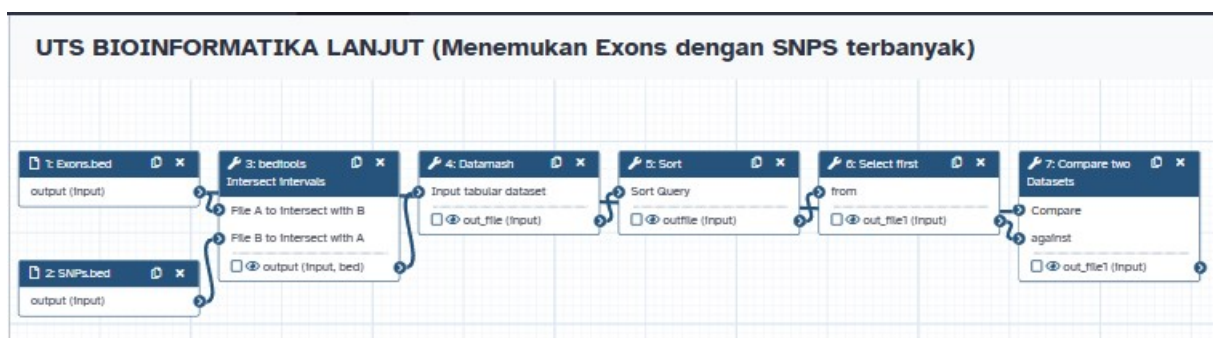 UTS BIOINFORMATIKA LANJUT (Menemukan Exons dengan SNPS terbanyak)
1: Exons.bed
output (input)
2: SNPs.bed
output (input)
3: bedtools
Intersect Intervals
File A to Intersect with B
File B to Intersect with A
output (input, bed)
4: Datamash
Input tabular dataset
out_file (input)
5: Sort
Sort Query
outfile (input)
6: Select first
from
out_file1 (input)
7: Compare two
Datasets
Compare
against
out_file1 (input)